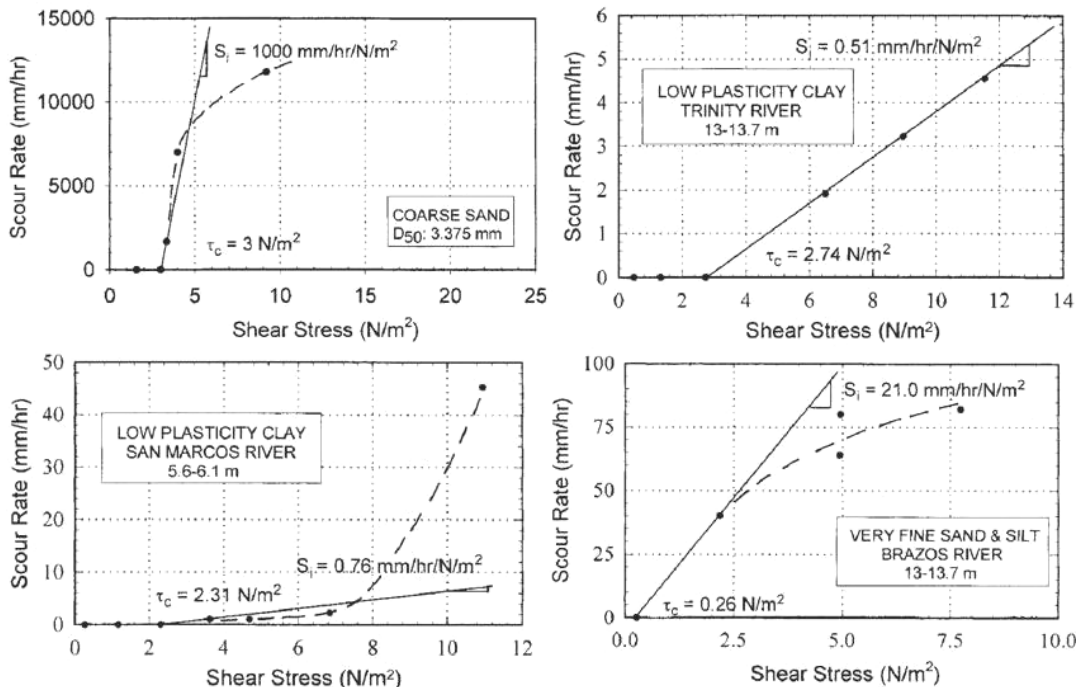 15000
10000
5000
0
Scour Rate (mm/hr)
Sᵢ = 1000 mm/hr/N/m²
COARSE SAND
D₅₀: 3.375 mm
τ_c = 3 N/m²
0 5 10 15 20 25
Shear Stress (N/m²)
6
5
4
3
2
1
0
Scour Rate (mm/hr)
Sᵢ = 0.51 mm/hr/N/m²
LOW PLASTICITY CLAY
TRINITY RIVER
13-13.7 m
τ_c = 2.74 N/m²
0 2 4 6 8 10 12 14
Shear Stress (N/m²)
50
40
30
20
10
0
Scour Rate (mm/hr)
LOW PLASTICITY CLAY
SAN MARCOS RIVER
5.6-6.1 m
Sᵢ = 0.76 mm/hr/N/m²
τ_c = 2.31 N/m²
0 2 4 6 8 10 12
Shear Stress (N/m²)
100
75
50
25
0
Scour Rate (mm/hr)
Sᵢ = 21.0 mm/hr/N/m²
VERY FINE SAND & SILT
BRAZOS RIVER
13-13.7 m
τ_c = 0.26 N/m²
0.0 2.5 5.0 7.5 10.0
Shear Stress (N/m²)